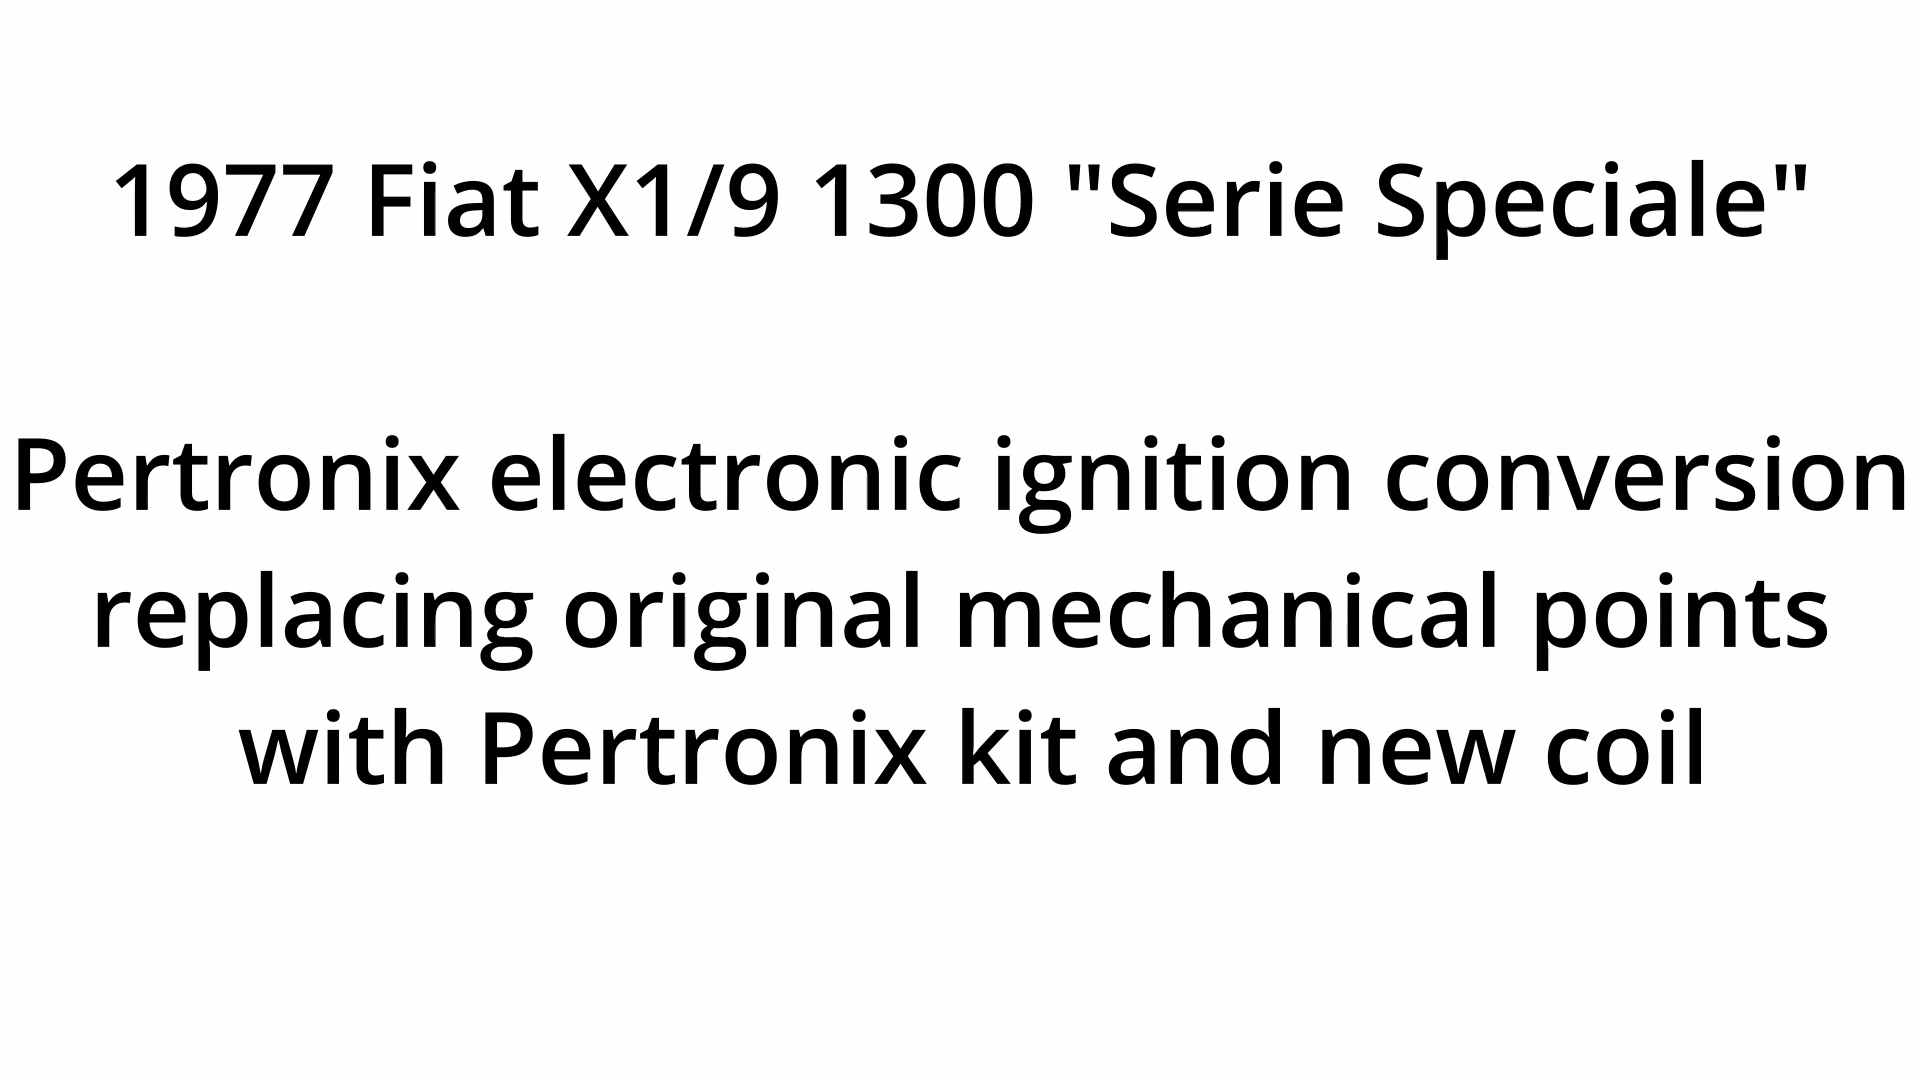 1977 Fiat X1/9 1300 "Serie Speciale"
Pertronix electronic ignition conversion
replacing original mechanical points
with Pertronix kit and new coil